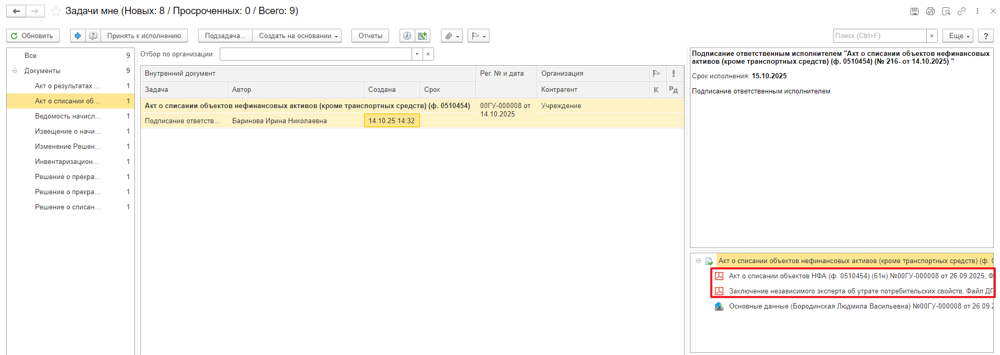 Задачи мне (Новых: 8 / Просроченных: 0 / Всего: 9)
Обновить
Принять к исполнению
Подзадача...
Создать на основании
Отчеты
Поиск (Ctrl+F)
×
Еще
?
Все 9
Документы 9
Акт о результатах ... 1
Акт о списании об... 1
Ведомость начисл... 1
Извещение о начи... 1
Изменение Решен... 1
Инвентаризацион... 1
Решение о прекра... 1
Решение о прекра... 1
Решение о списан... 1
Отбор по организации:
Внутренний документ
Рег. № и дата
Организация
Задача
Автор
Создана
Срок
Контрагент
К
Рд
Акт о списании объектов нефинансовых активов (кроме транспортных средств) (ф. 0510454)
00ГУ-000008 от
14.10.2025
Учреждение
Подписание ответств...
Баринова Ирина Николаевна
14.10.25 14:32
Подписание ответственным исполнителем "Акт о списании объектов нефинансовых
активов (кроме транспортных средств) (ф. 0510454) (№ 216- от 14.10.2025) "
Срок исполнения: 15.10.2025
Подписание ответственным исполнителем
Акт о списании объектов нефинансовых активов (кроме транспортных средств) (ф.
Акт о списании объектов НФА (ф. 0510454) (61н) №00ГУ-000008 от 26.09.2025,
Заключение независимого эксперта об утрате потребительских свойств, Файл
Основные данные (Бородинская Людмила Васильевна) №00ГУ-000008 от 26.09.